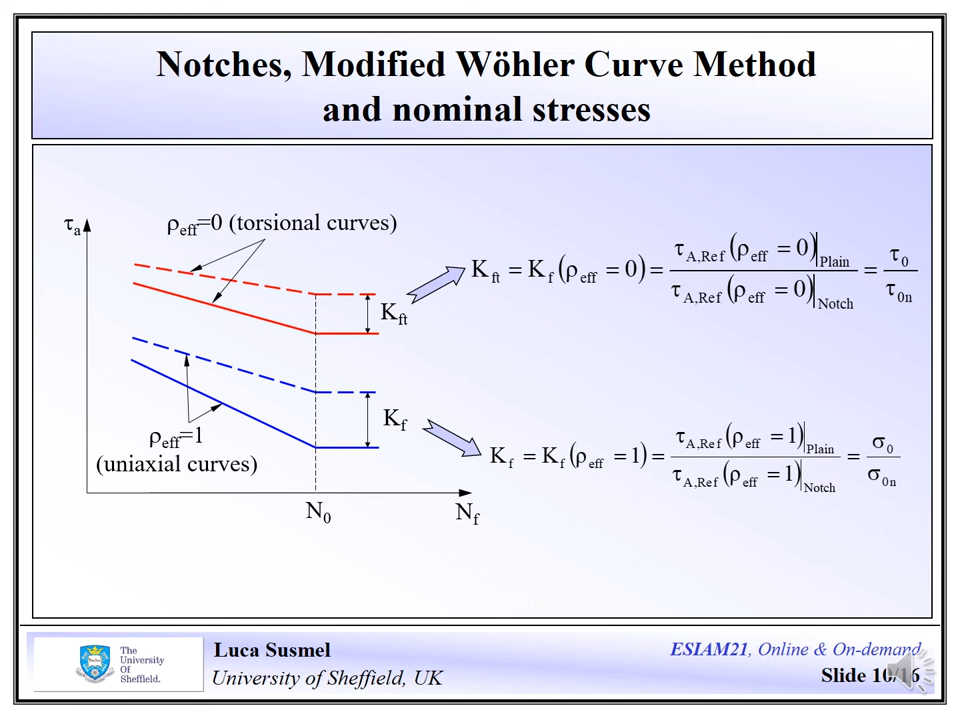 Notches, Modified Wöhler Curve Method
and nominal stresses
τa
ρeff=0 (torsional curves)
Kft
Kft = Kf (ρeff = 0) = τA,Ref (ρeff = 0)|Plain / τA,Ref (ρeff = 0)|Notch = τ0 / τ0n
Kf
ρeff=1
(uniaxial curves)
Kf = Kf (ρeff = 1) = τA,Ref (ρeff = 1)|Plain / τA,Ref (ρeff = 1)|Notch = σ0 / σ0n
N0
Nf
The
University
Of
Sheffield.
Luca Susmel
University of Sheffield, UK
ESIAM21, Online & On-demand
Slide 10/16